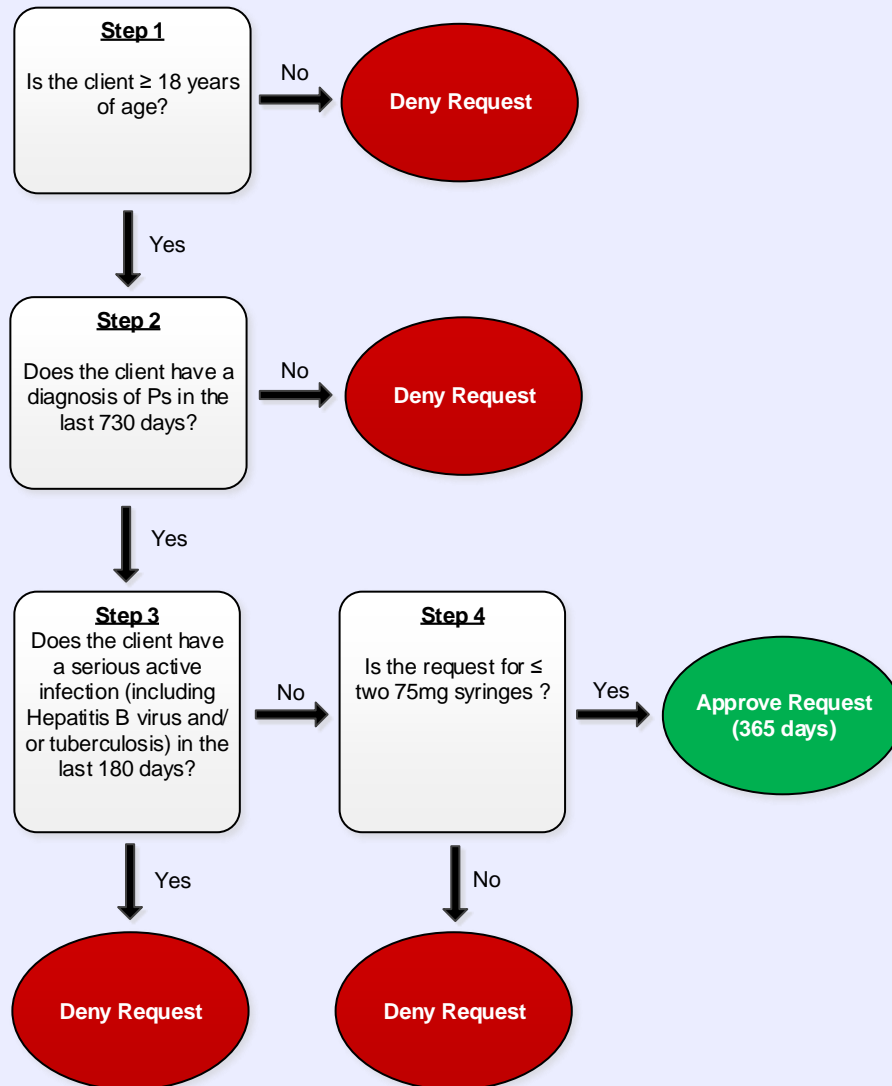 Step 1
Is the client ≥ 18 years
of age?
No
Deny Request
Yes
Step 2
Does the client have a
diagnosis of Ps in the
last 730 days?
No
Deny Request
Yes
Step 3
Does the client have
a serious active
infection (including
Hepatitis B virus and/
or tuberculosis) in the
last 180 days?
No
Step 4
Is the request for ≤
two 75mg syringes ?
Yes
Approve Request
(365 days)
Yes
Deny Request
No
Deny Request